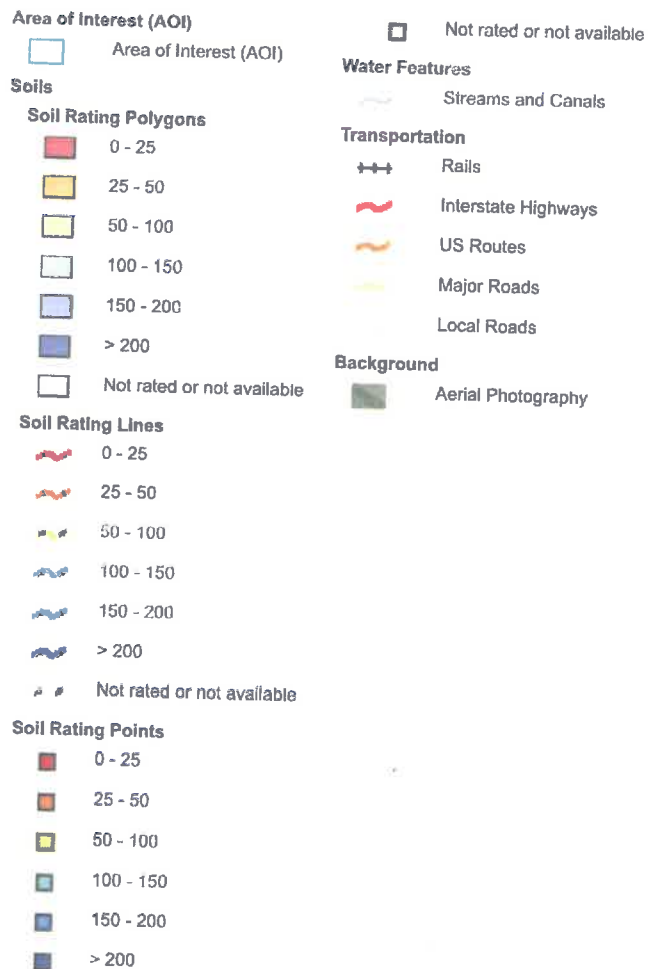 Area of Interest (AOI)
Area of Interest (AOI)
Soils
Soil Rating Polygons
0 - 25
25 - 50
50 - 100
100 - 150
150 - 200
> 200
Not rated or not available
Soil Rating Lines
0 - 25
25 - 50
50 - 100
100 - 150
150 - 200
> 200
Not rated or not available
Soil Rating Points
0 - 25
25 - 50
50 - 100
100 - 150
150 - 200
> 200
Not rated or not available
Water Features
Streams and Canals
Transportation
Rails
Interstate Highways
US Routes
Major Roads
Local Roads
Background
Aerial Photography